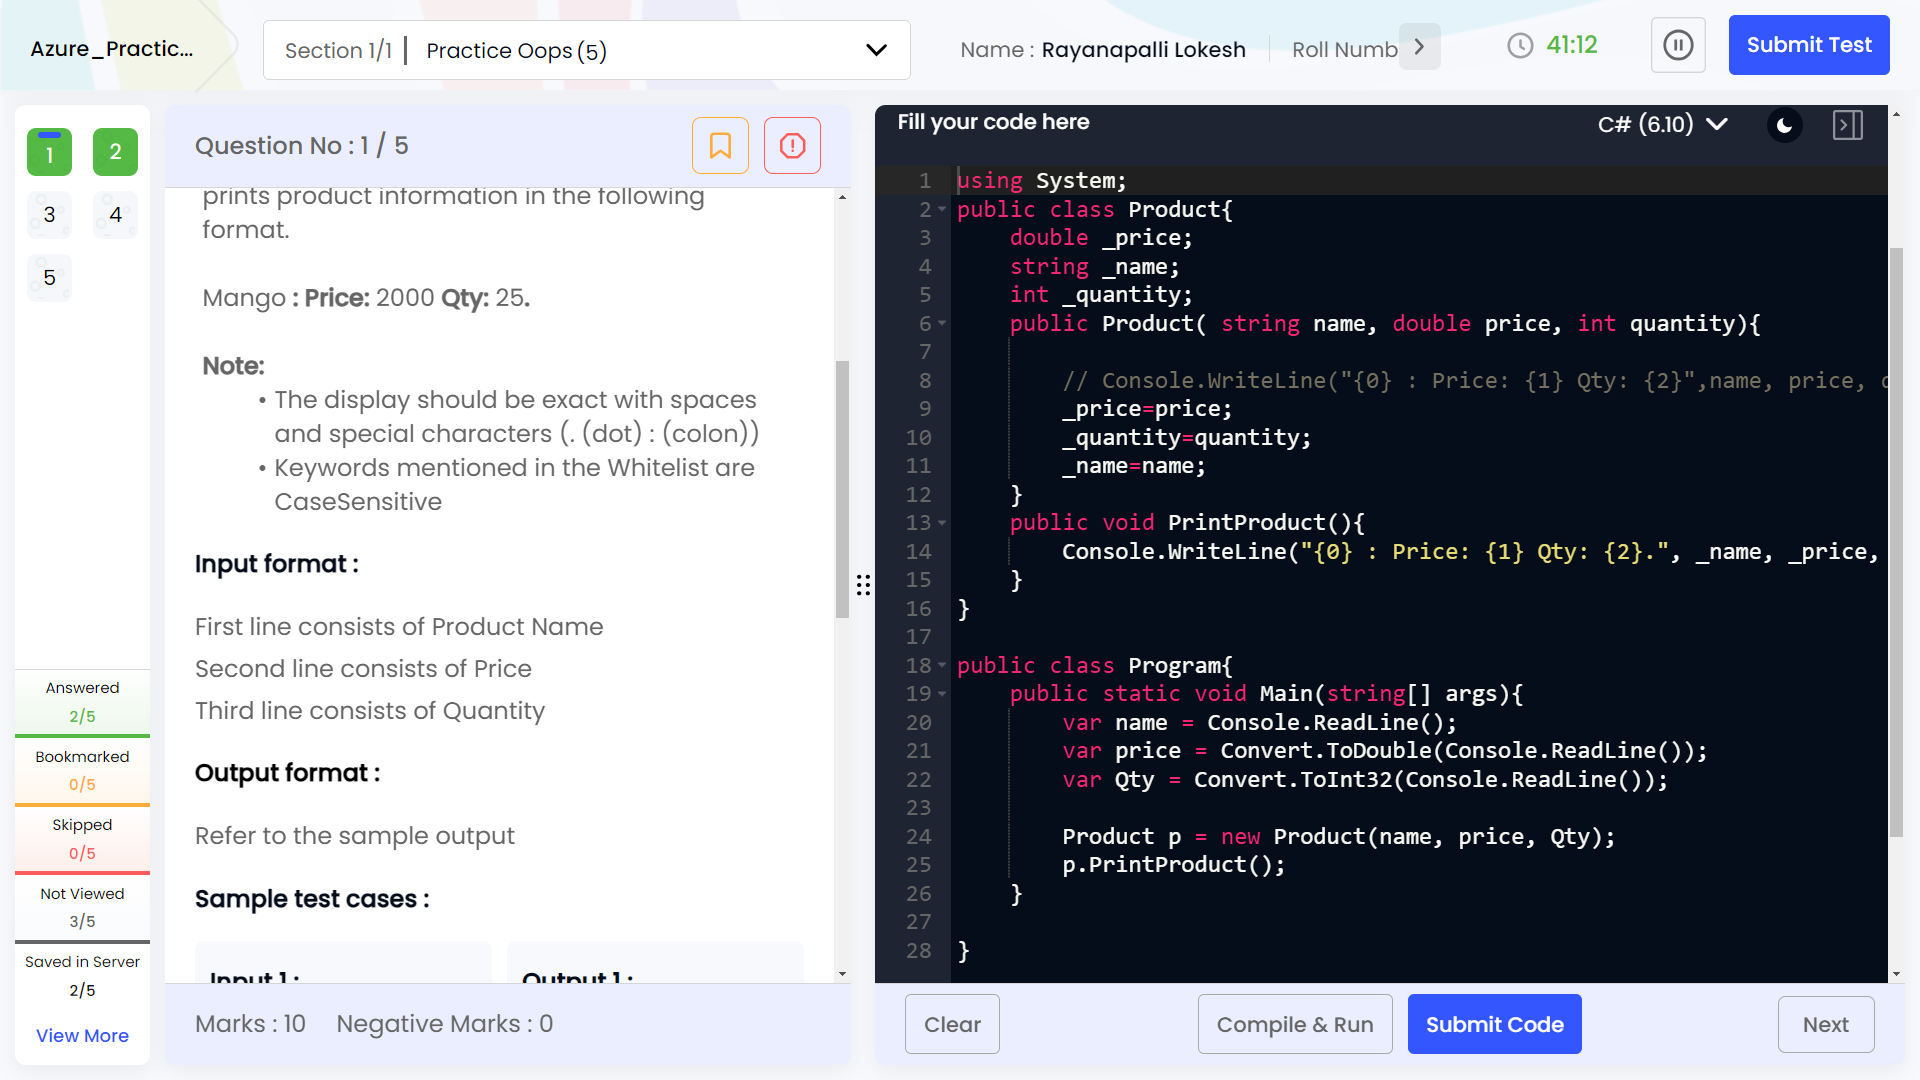 Azure_Practic...
Section 1/1 | Practice Oops (5)
Name : Rayanapalli Lokesh
Roll Numb
41:12
Submit Test
1
2
3
4
5
Answered
2/5
Bookmarked
0/5
Skipped
0/5
Not Viewed
3/5
Saved in Server
2/5
View More
Question No : 1 / 5
prints product information in the following
format.
Mango : Price: 2000 Qty: 25.
Note:
• The display should be exact with spaces
and special characters (. (dot) : (colon))
• Keywords mentioned in the Whitelist are
CaseSensitive
Input format :
First line consists of Product Name
Second line consists of Price
Third line consists of Quantity
Output format :
Refer to the sample output
Sample test cases :
Input 1 :
Output 1 :
Marks : 10
Negative Marks : 0
Fill your code here
C# (6.10)
1 using System;
2 public class Product{
3     double _price;
4     string _name;
5     int _quantity;
6     public Product( string name, double price, int quantity){
7
8         // Console.WriteLine("{0} : Price: {1} Qty: {2}",name, price,
9         _price=price;
10         _quantity=quantity;
11         _name=name;
12     }
13     public void PrintProduct(){
14         Console.WriteLine("{0} : Price: {1} Qty: {2}.", _name, _price,
15     }
16 }
17
18 public class Program{
19     public static void Main(string[] args){
20         var name = Console.ReadLine();
21         var price = Convert.ToDouble(Console.ReadLine());
22         var Qty = Convert.ToInt32(Console.ReadLine());
23
24         Product p = new Product(name, price, Qty);
25         p.PrintProduct();
26     }
27
28 }
Clear
Compile & Run
Submit Code
Next